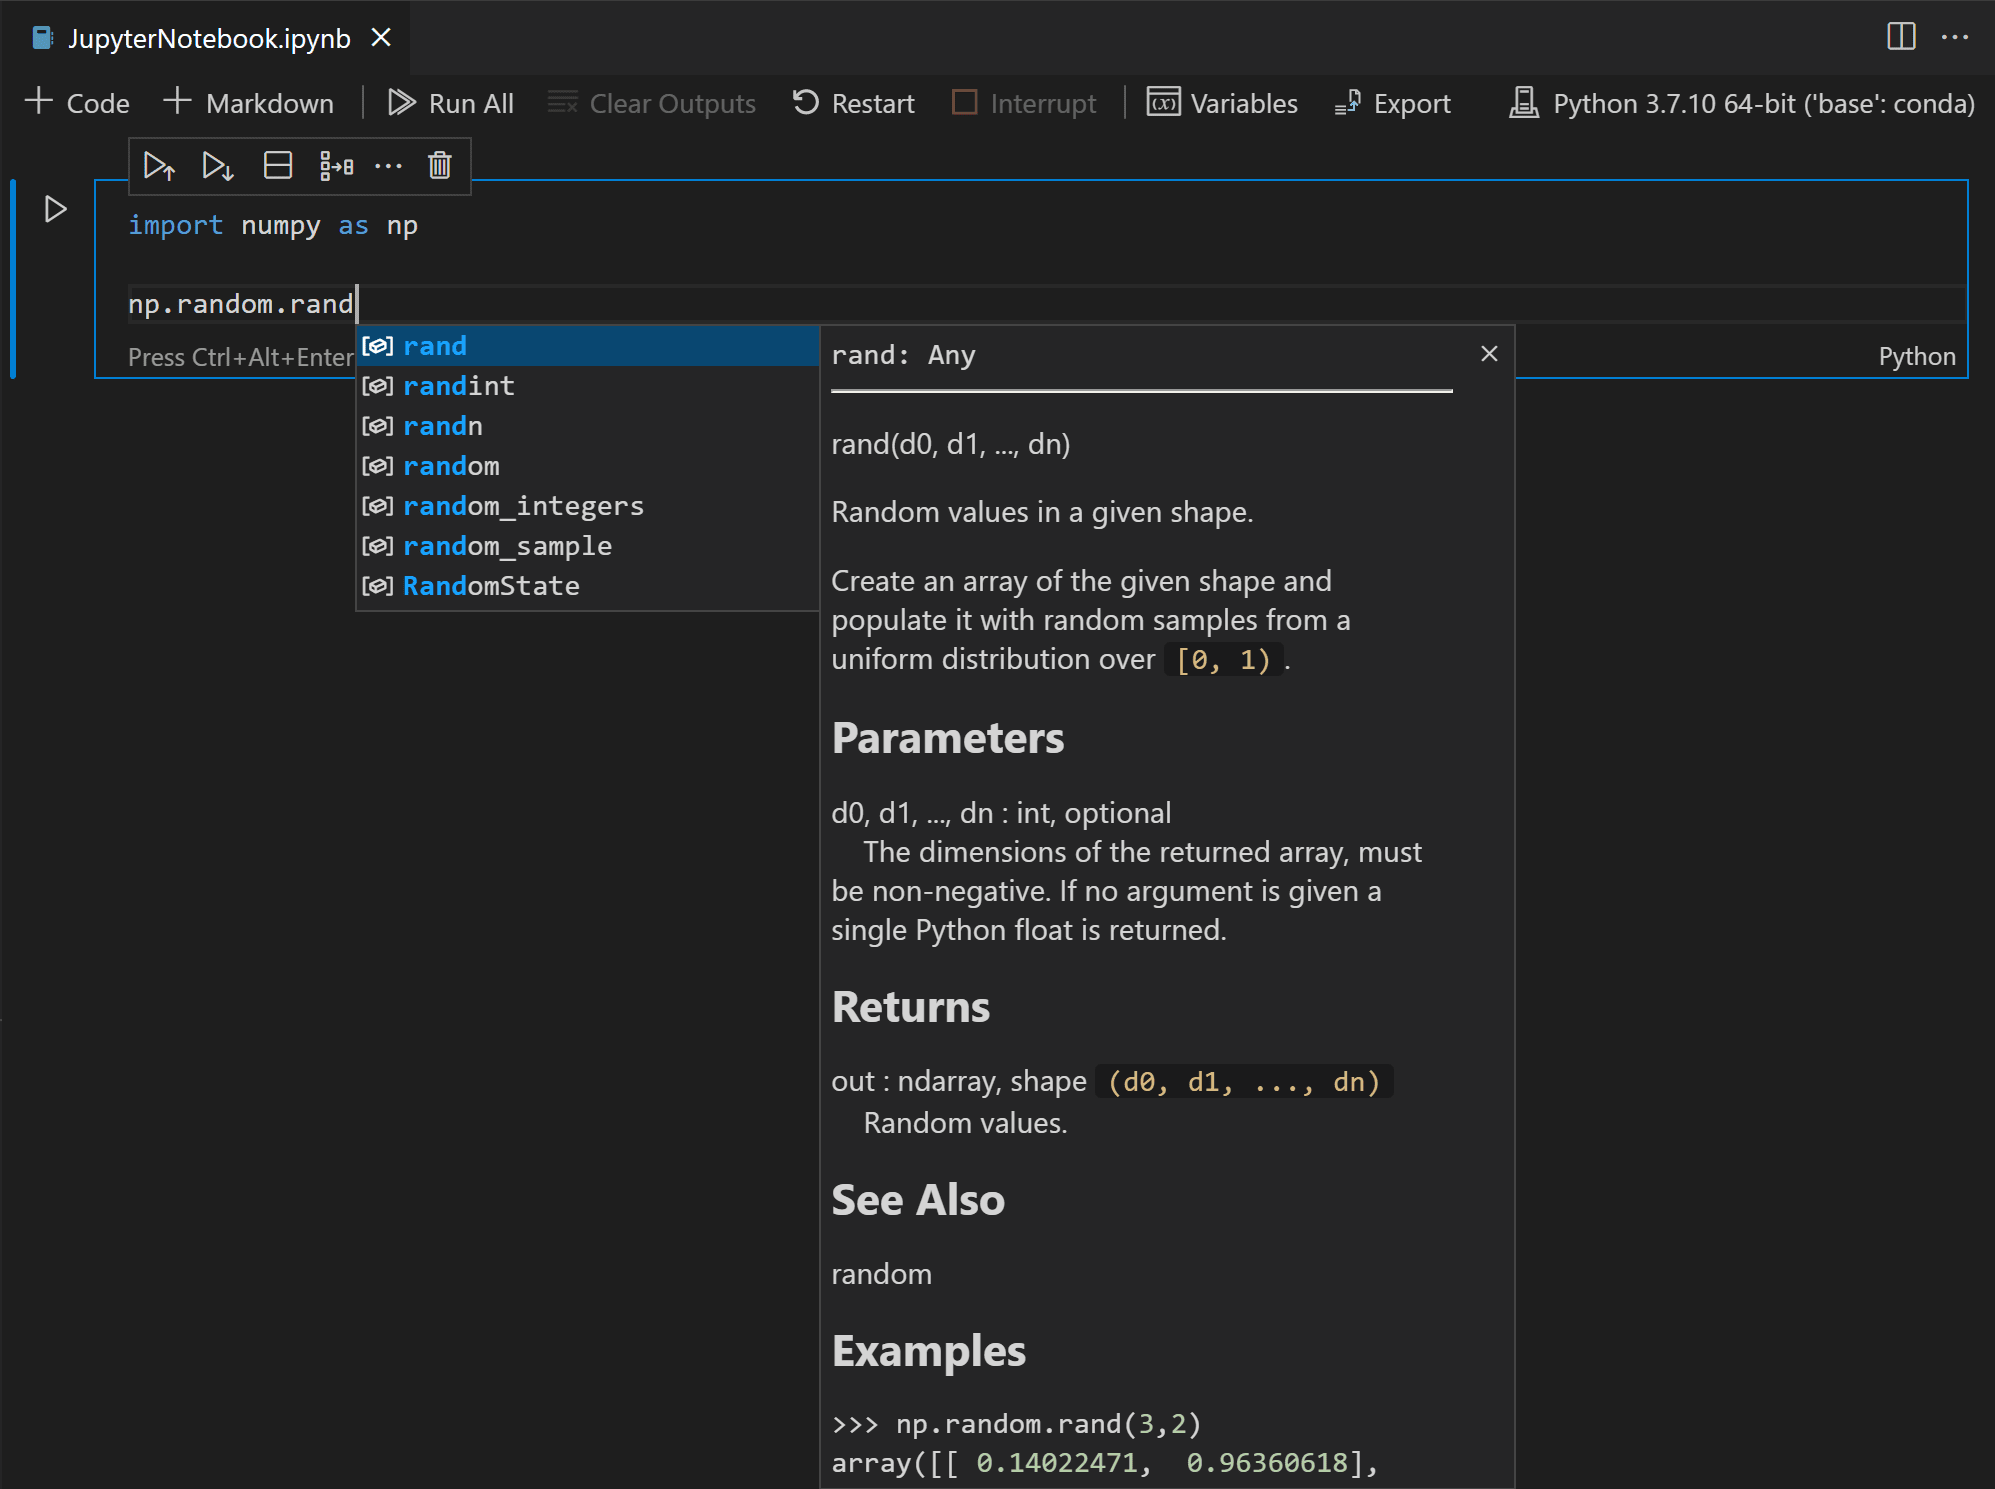 JupyterNotebook.ipynb
Code Markdown Run All Clear Outputs Restart Interrupt Variables Export Python 3.7.10 64-bit ('base': conda)
import numpy as np
np.random.rand
Press Ctrl+Alt+Enter
Python
rand
randint
randn
random
random_integers
random_sample
RandomState
rand: Any
rand(d0, d1, ..., dn)
Random values in a given shape.
Create an array of the given shape and
populate it with random samples from a
uniform distribution over [0, 1).
Parameters
d0, d1, ..., dn : int, optional
The dimensions of the returned array, must
be non-negative. If no argument is given a
single Python float is returned.
Returns
out : ndarray, shape (d0, d1, ..., dn)
Random values.
See Also
random
Examples
>>> np.random.rand(3,2)
array([[ 0.14022471, 0.96360618],